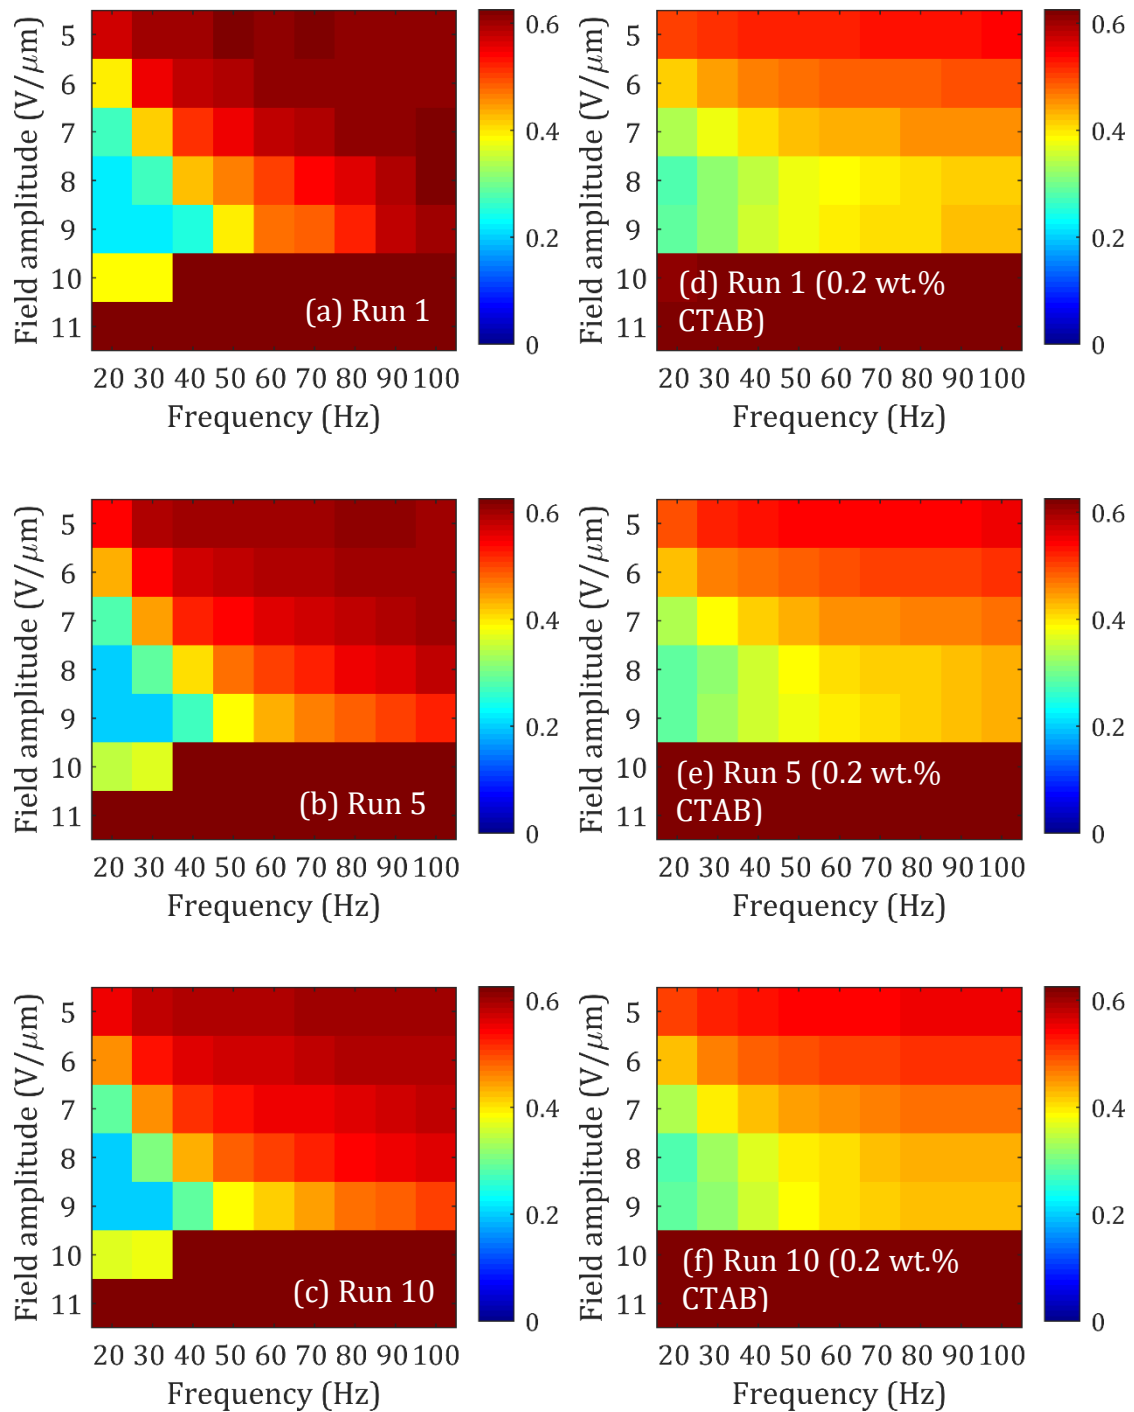 Field amplitude (V/μm)
5
6
7
8
9
10
11
(a) Run 1
20 30 40 50 60 70 80 90 100
Frequency (Hz)
0.6
0.4
0.2
0
Field amplitude (V/μm)
5
6
7
8
9
10
11
(d) Run 1 (0.2 wt.%
CTAB)
20 30 40 50 60 70 80 90 100
Frequency (Hz)
0.6
0.4
0.2
0
Field amplitude (V/μm)
5
6
7
8
9
10
11
(b) Run 5
20 30 40 50 60 70 80 90 100
Frequency (Hz)
0.6
0.4
0.2
0
Field amplitude (V/μm)
5
6
7
8
9
10
11
(e) Run 5 (0.2 wt.%
CTAB)
20 30 40 50 60 70 80 90 100
Frequency (Hz)
0.6
0.4
0.2
0
Field amplitude (V/μm)
5
6
7
8
9
10
11
(c) Run 10
20 30 40 50 60 70 80 90 100
Frequency (Hz)
0.6
0.4
0.2
0
Field amplitude (V/μm)
5
6
7
8
9
10
11
(f) Run 10 (0.2 wt.%
CTAB)
20 30 40 50 60 70 80 90 100
Frequency (Hz)
0.6
0.4
0.2
0